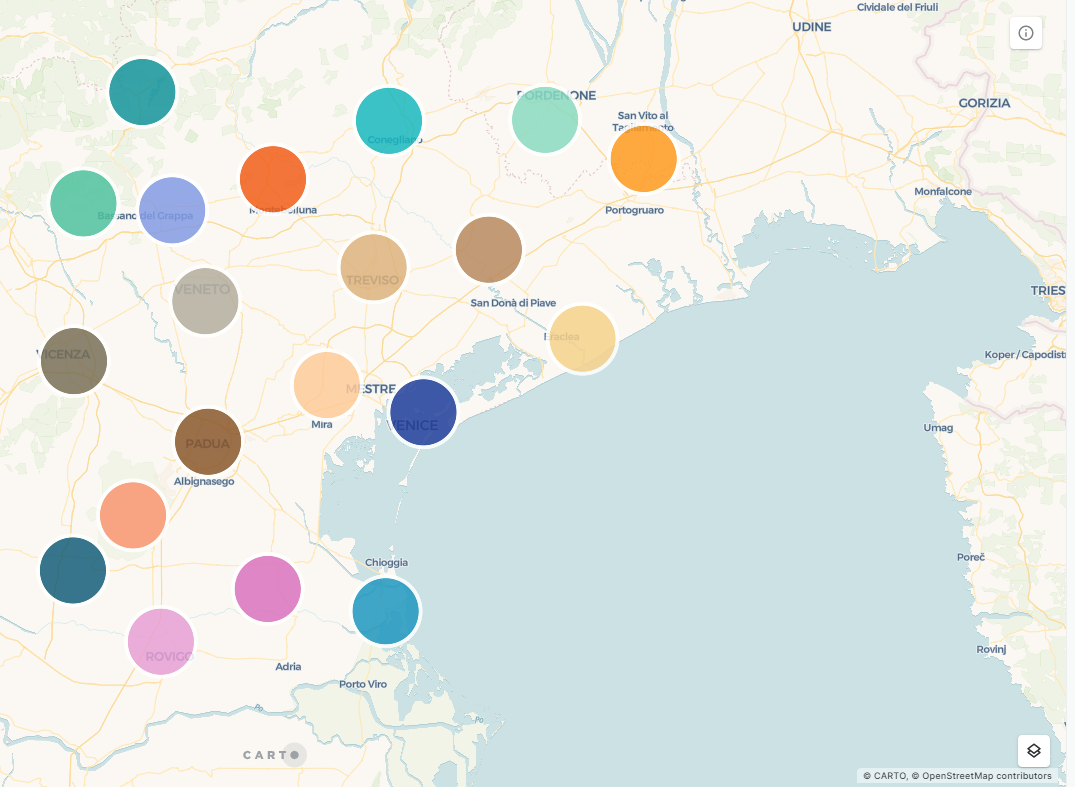 Cividale del Friuli
UDINE
PORDENONE
GORIZIA
San Vito al
Tagliamento
Conegliano
Monfalcone
Bassano del Grappa
Montebelluna
Portogruaro
TREVISO
VENETO
TRIES
San Donà di Piave
Eraclea
VICENZA
Koper / Capodist
MESTRE
Mira
VENICE
Umag
PADUA
Albignasego
Chioggia
Poreč
ROVIGO
Rovinj
Adria
Porto Viro
Po
Po
CARTO
© CARTO, © OpenStreetMap contributors